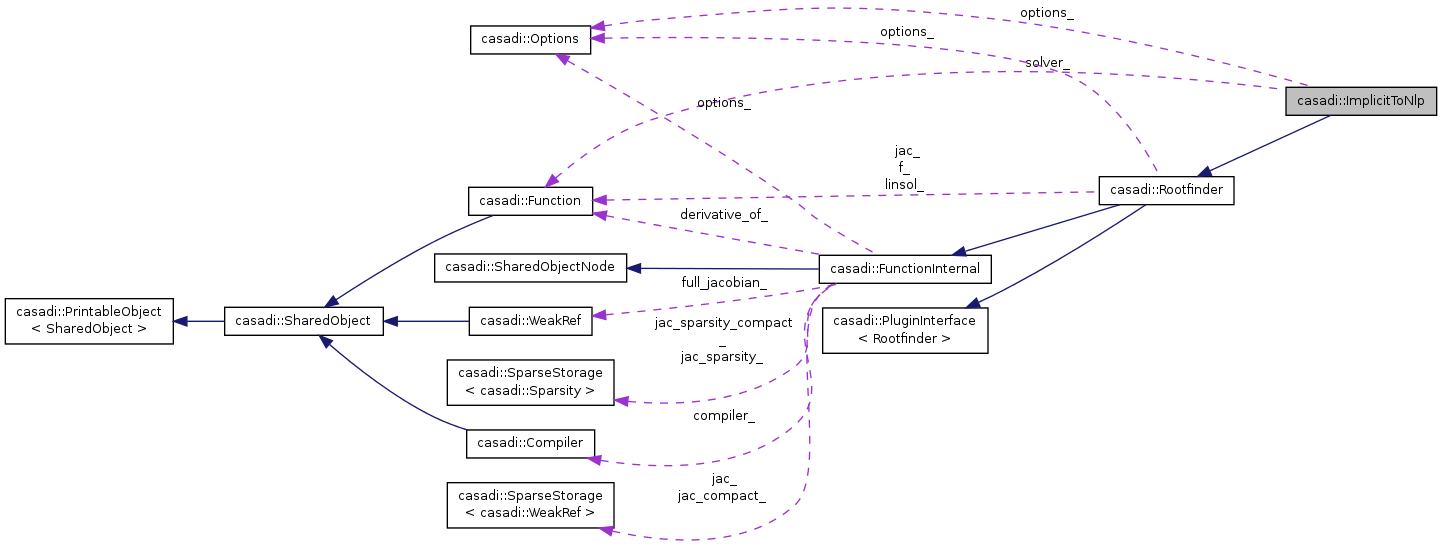 options_
casadi::Options
options_
solver_
casadi::ImplicitToNlp
options_
jac_
f_
linsol_
casadi::Rootfinder
casadi::Function
derivative_of_
casadi::SharedObjectNode
casadi::FunctionInternal
full_jacobian_
casadi::PrintableObject
< SharedObject >
casadi::SharedObject
casadi::WeakRef
casadi::PluginInterface
< Rootfinder >
jac_sparsity_compact
_
jac_sparsity_
casadi::SparseStorage
< casadi::Sparsity >
compiler_
casadi::Compiler
jac_
jac_compact_
casadi::SparseStorage
< casadi::WeakRef >